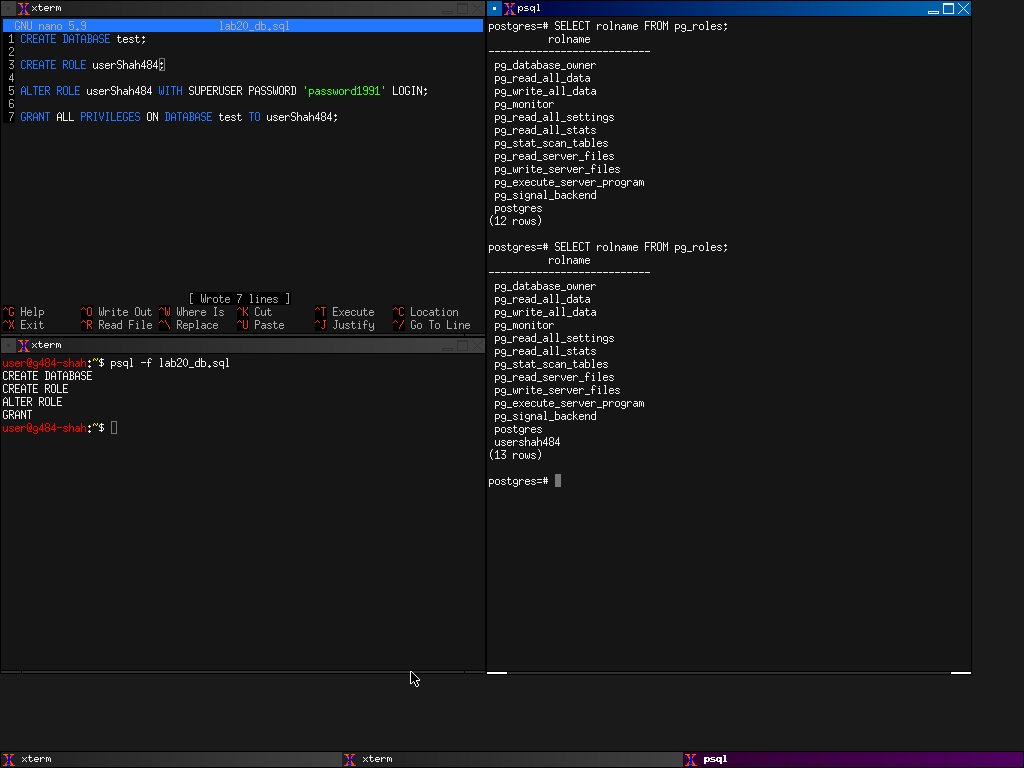 xterm
GNU nano 5.9 lab20_db.sql
1 CREATE DATABASE test;
2
3 CREATE ROLE userShah484;
4
5 ALTER ROLE userShah484 WITH SUPERUSER PASSWORD 'password1991' LOGIN;
6
7 GRANT ALL PRIVILEGES ON DATABASE test TO userShah484;
[ Wrote 7 lines ]
^G Help ^O Write Out ^W Where Is ^K Cut ^T Execute ^C Location
^X Exit ^R Read File ^\ Replace ^U Paste ^J Justify ^/ Go To Line
xterm
user@g484-shah:~$ psql -f lab20_db.sql
CREATE DATABASE
CREATE ROLE
ALTER ROLE
GRANT
user@g484-shah:~$
psql
postgres=# SELECT rolname FROM pg_roles;
rolname
---------------------------
pg_database_owner
pg_read_all_data
pg_write_all_data
pg_monitor
pg_read_all_settings
pg_read_all_stats
pg_stat_scan_tables
pg_read_server_files
pg_write_server_files
pg_execute_server_program
pg_signal_backend
postgres
(12 rows)
postgres=# SELECT rolname FROM pg_roles;
rolname
---------------------------
pg_database_owner
pg_read_all_data
pg_write_all_data
pg_monitor
pg_read_all_settings
pg_read_all_stats
pg_stat_scan_tables
pg_read_server_files
pg_write_server_files
pg_execute_server_program
pg_signal_backend
postgres
usershah484
(13 rows)
postgres=#
xterm
xterm
psql